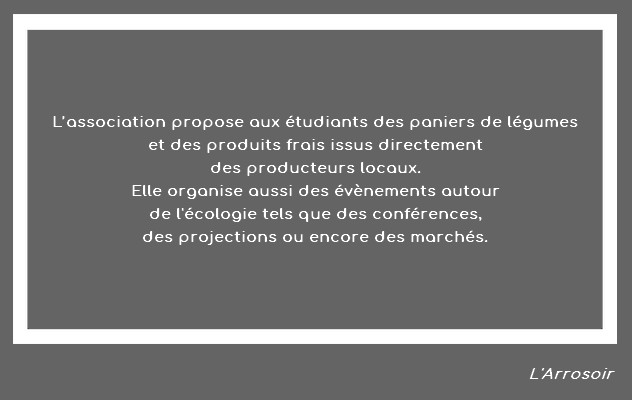 L'association propose aux étudiants des paniers de légumes
et des produits frais issus directement
des producteurs locaux.
Elle organise aussi des évènements autour
de l'écologie tels que des conférences,
des projections ou encore des marchés.
L'Arrosoir